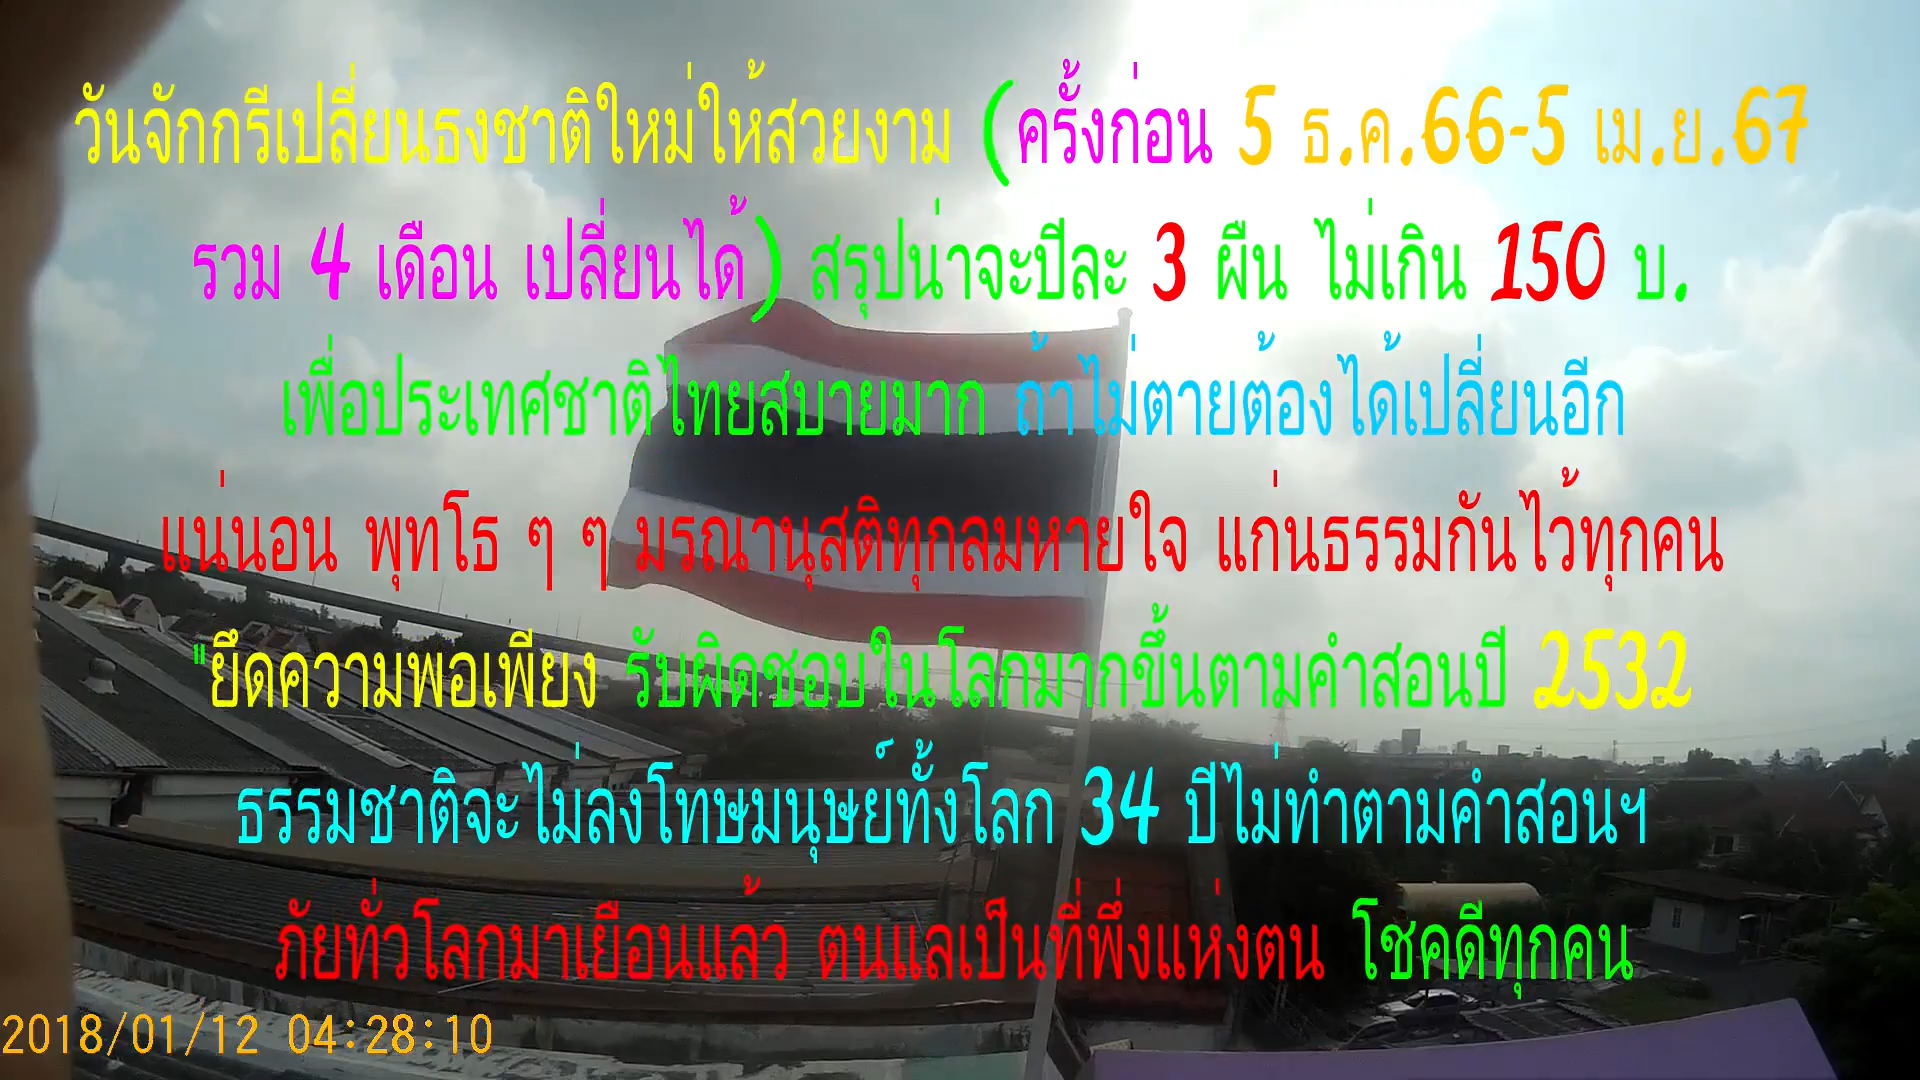 วันจักกรีเปลี่ยนธงชาติใหม่ให้สวยงาม (ครั้งก่อน 5 ธ.ค.66-5 เม.ย.67
รวม 4 เดือน เปลี่ยนได้) สรุปน่าจะปีละ 3 ผืน ไม่เกิน 150 บ.
เพื่อประเทศชาติไทยสบายมาก ถ้าไม่ตายต้องได้เปลี่ยนอีก
แน่นอน พุทโธ ๆ ๆ มรณานุสติทุกลมหายใจ แก่นธรรมกันไว้ทุกคน
"ยึดความพอเพียง รับผิดชอบในโลกมากขึ้นตามคำสอนปี 2532
ธรรมชาติจะไม่ลงโทษมนุษย์ทั้งโลก 34 ปีไม่ทำตามคำสอนฯ
ภัยทั่วโลกมาเยือนแล้ว ตนแลเป็นที่พึ่งแห่งตน โชคดีทุกคน
2018/01/12 04:28:10